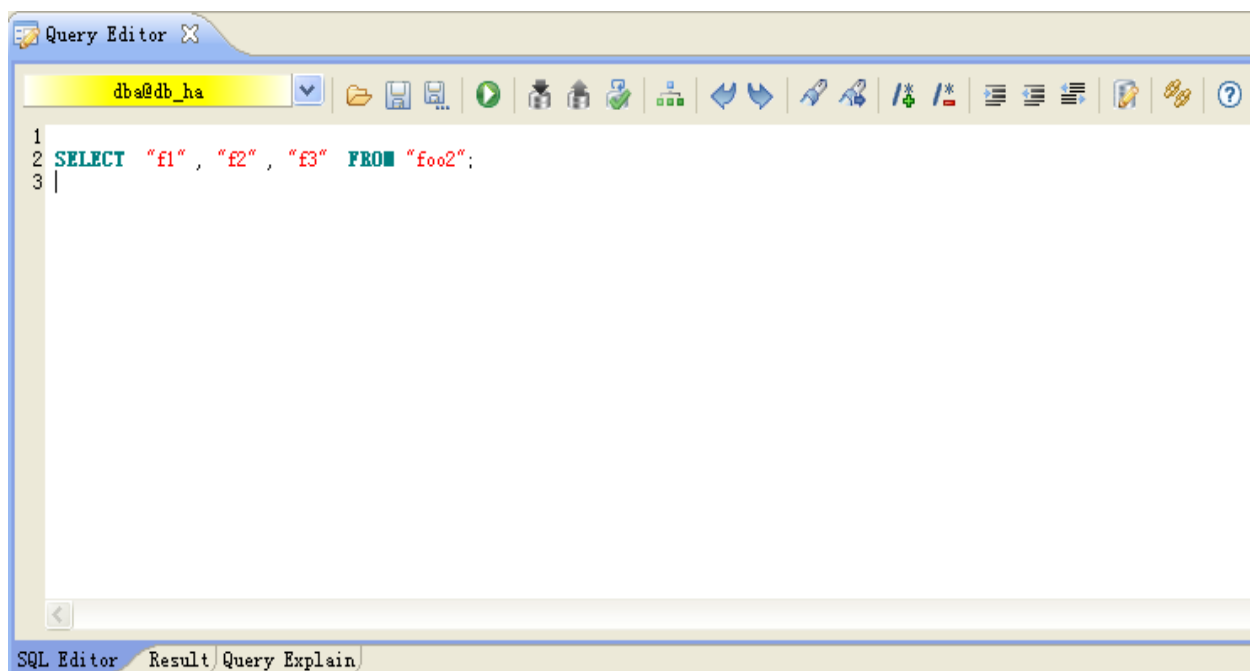 Query Editor
dba@db_ha
1
2 SELECT "f1" , "f2" , "f3" FROM "foo2";
3
SQL Editor Result Query Explain